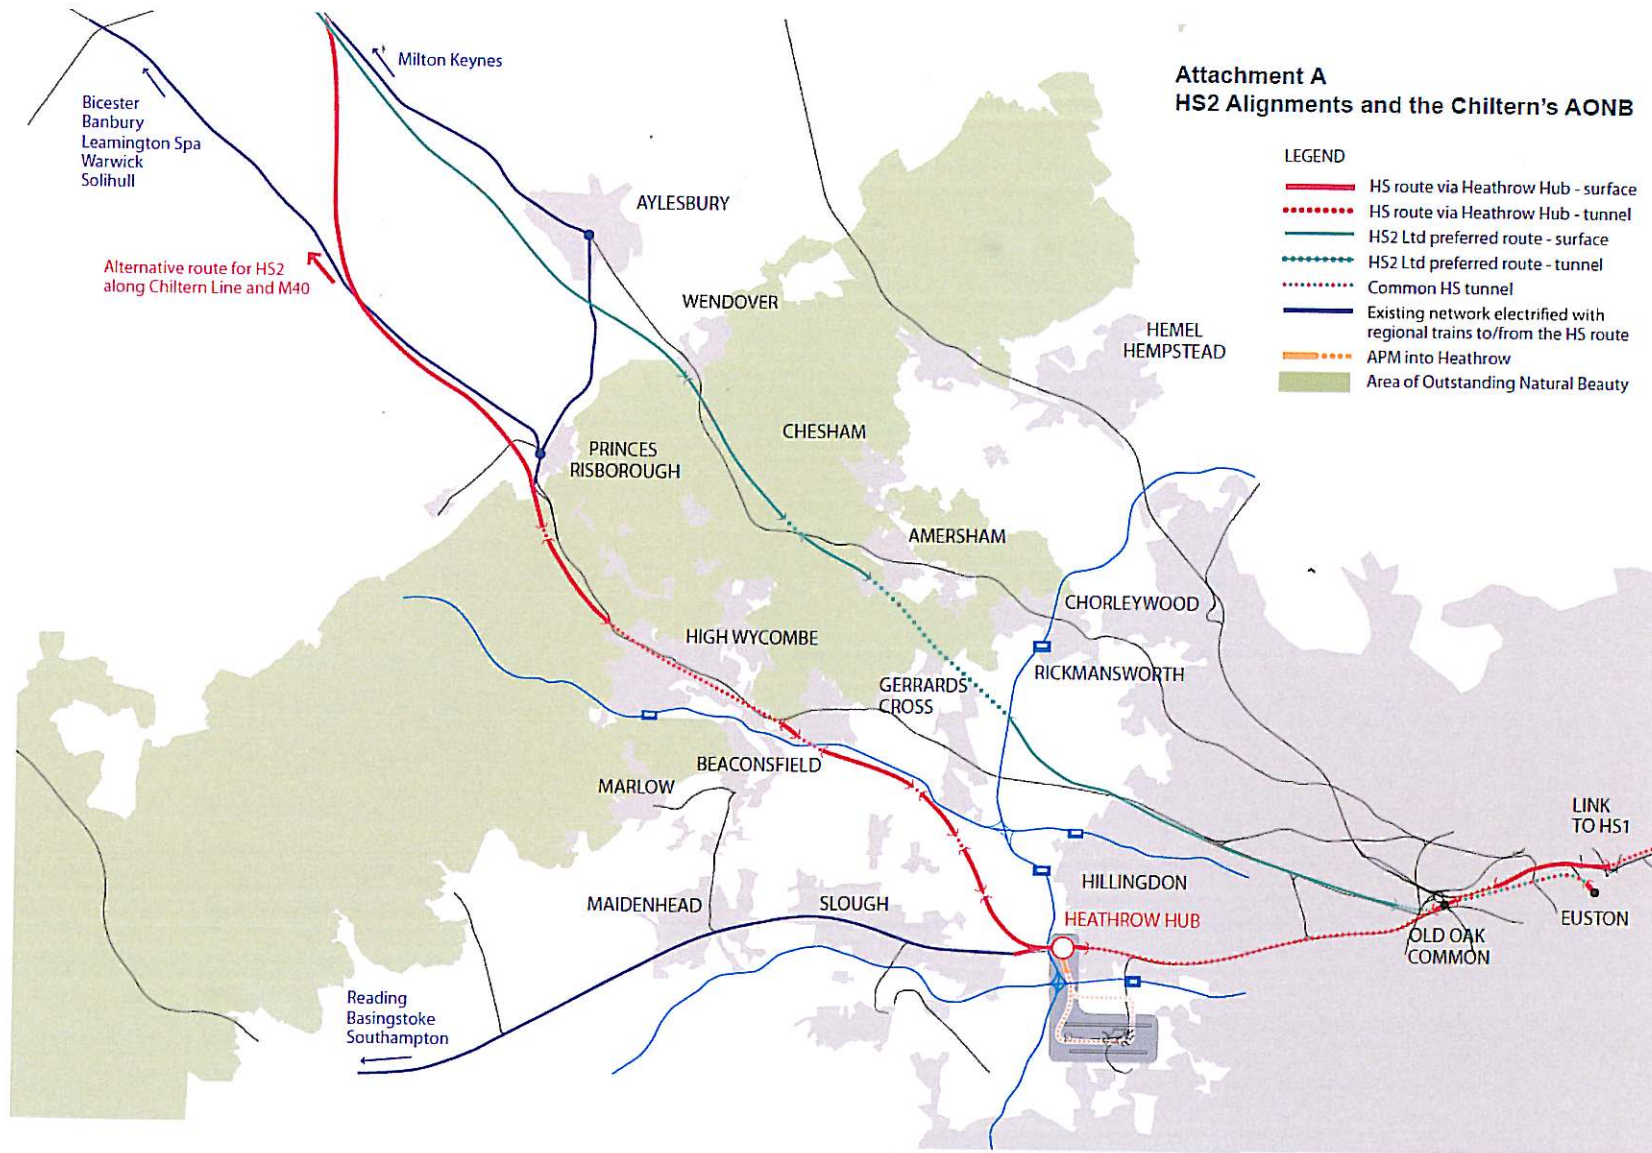 Attachment A
HS2 Alignments and the Chiltern's AONB
LEGEND
HS route via Heathrow Hub - surface
HS route via Heathrow Hub - tunnel
HS2 Ltd preferred route - surface
HS2 Ltd preferred route - tunnel
Common HS tunnel
Existing network electrified with
regional trains to/from the HS route
APM into Heathrow
Area of Outstanding Natural Beauty
Milton Keynes
Bicester
Banbury
Leamington Spa
Warwick
Solihull
AYLESBURY
Alternative route for HS2
along Chiltern Line and M40
WENDOVER
HEMEL
HEMPSTEAD
CHESHAM
PRINCES
RISBOROUGH
AMERSHAM
CHORLEYWOOD
HIGH WYCOMBE
RICKMANSWORTH
GERRARDS
CROSS
BEACONSFIELD
MARLOW
LINK
TO HS1
HILLINGDON
MAIDENHEAD
SLOUGH
HEATHROW HUB
EUSTON
OLD OAK
COMMON
Reading
Basingstoke
Southampton